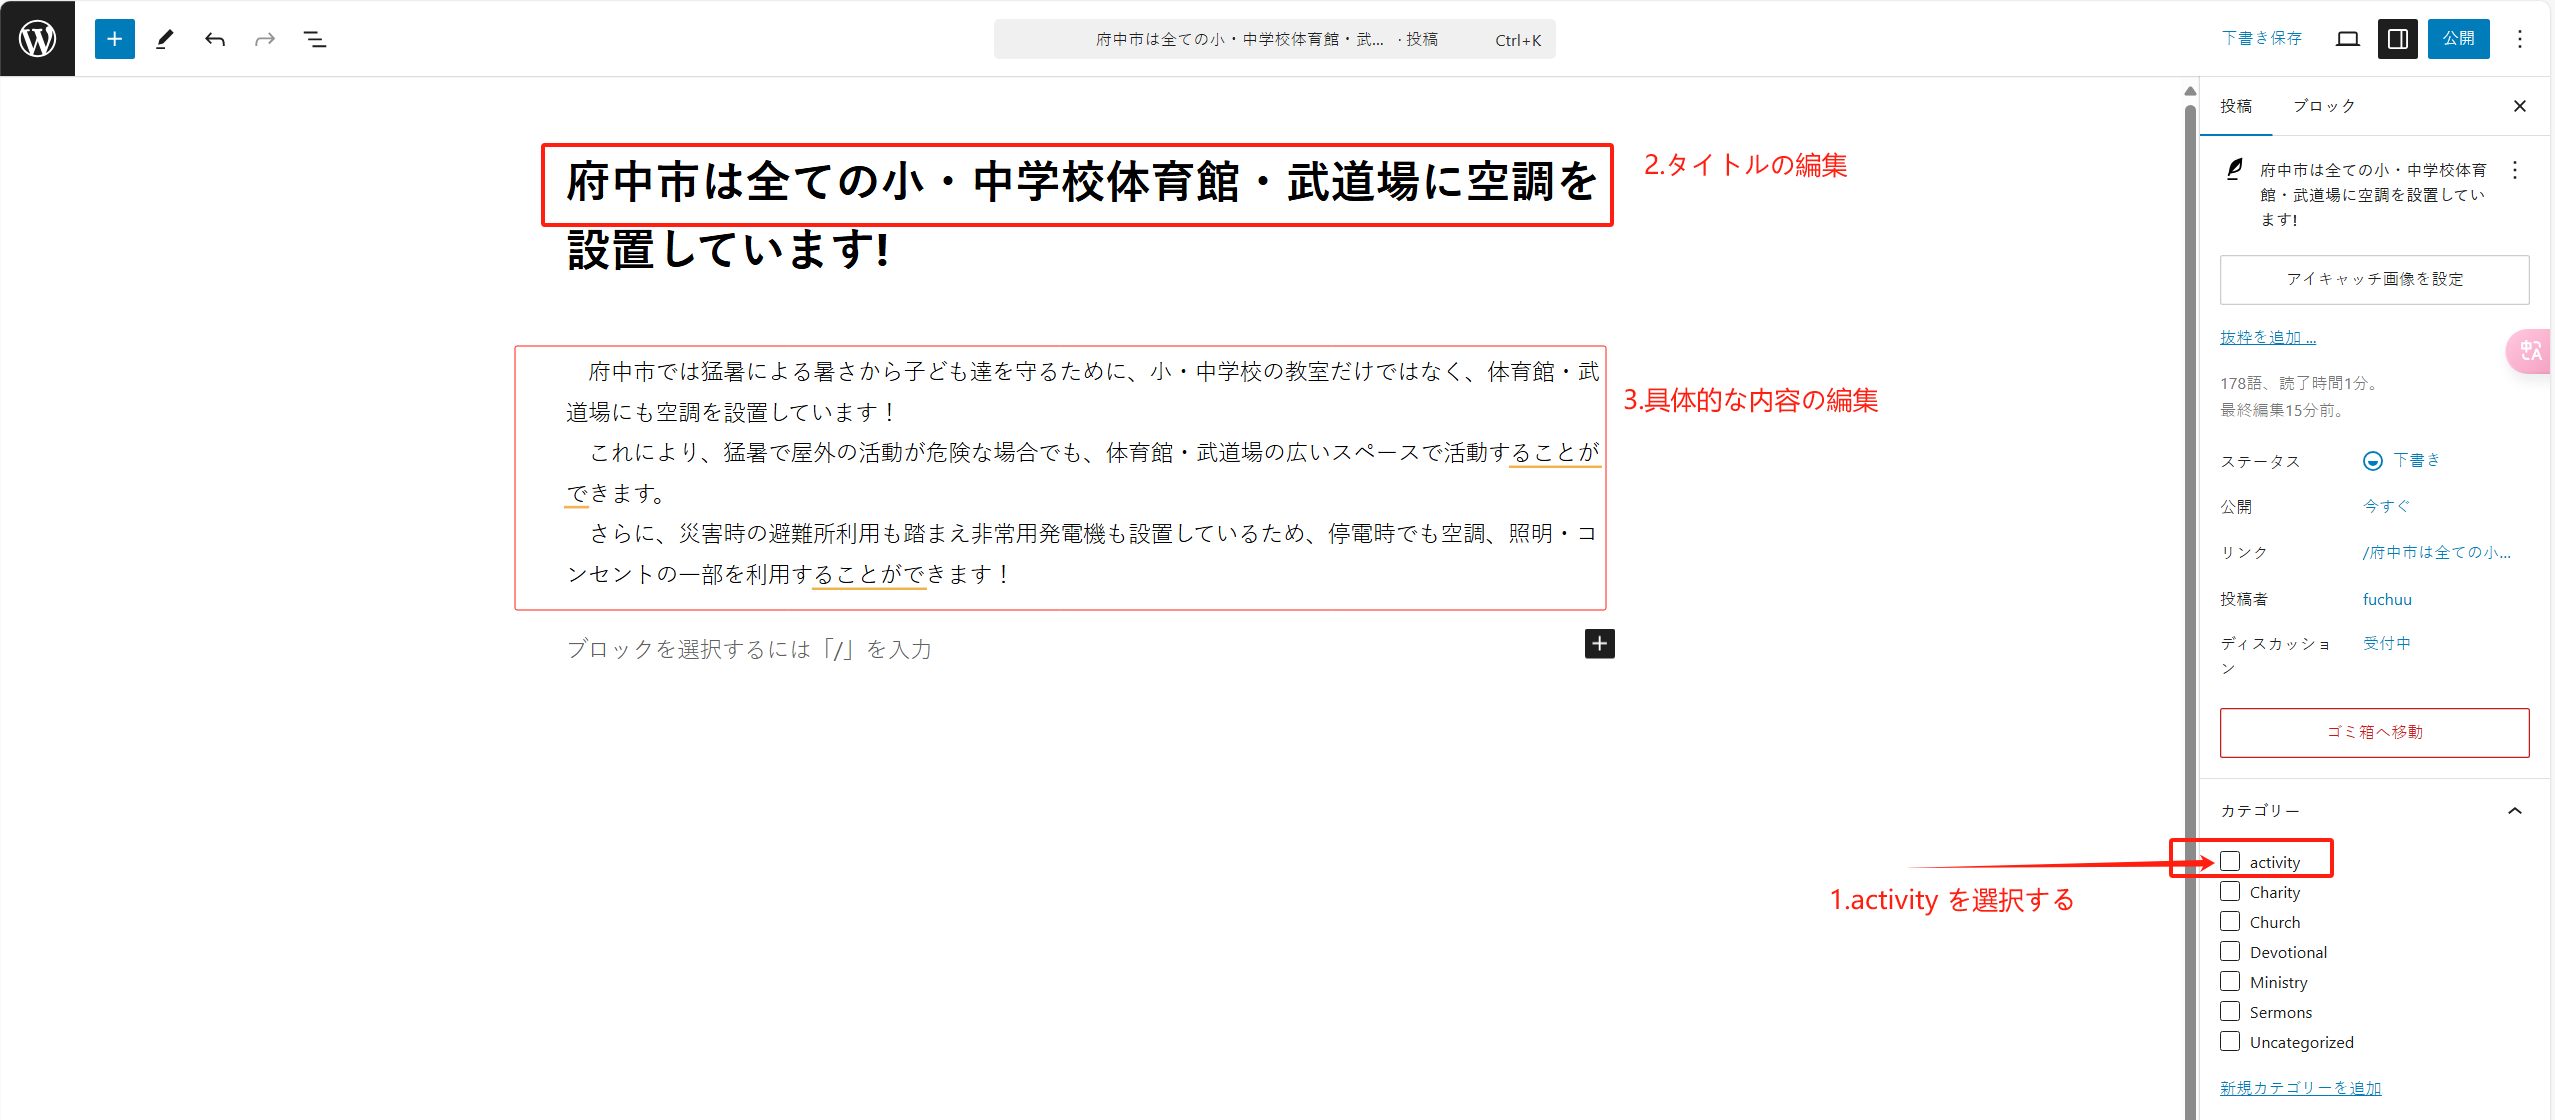 府中市は全ての小・中学校体育館・武... · 投稿 Ctrl+K
下書き保存
公開
府中市は全ての小・中学校体育館・武道場に空調を
設置しています!
2.タイトルの編集
府中市では猛暑による暑さから子ども達を守るために、小・中学校の教室だけではなく、体育館・武
道場にも空調を設置しています！
これにより、猛暑で屋外の活動が危険な場合でも、体育館・武道場の広いスペースで活動することが
できます。
さらに、災害時の避難所利用も踏まえ非常用発電機も設置しているため、停電時でも空調、照明・コ
ンセントの一部を利用することができます！
3.具体的な内容の編集
ブロックを選択するには「/」を入力
1.activity を選択する
投稿 ブロック
府中市は全ての小・中学校体育
館・武道場に空調を設置してい
ます!
アイキャッチ画像を設定
抜粋を追加 ...
中A
178語、読了時間1分。
最終編集15分前。
ステータス 下書き
公開 今すぐ
リンク /府中市は全ての小...
投稿者 fuchuu
ディスカッショ 受付中
ン
ゴミ箱へ移動
カテゴリー
activity
Charity
Church
Devotional
Ministry
Sermons
Uncategorized
新規カテゴリーを追加